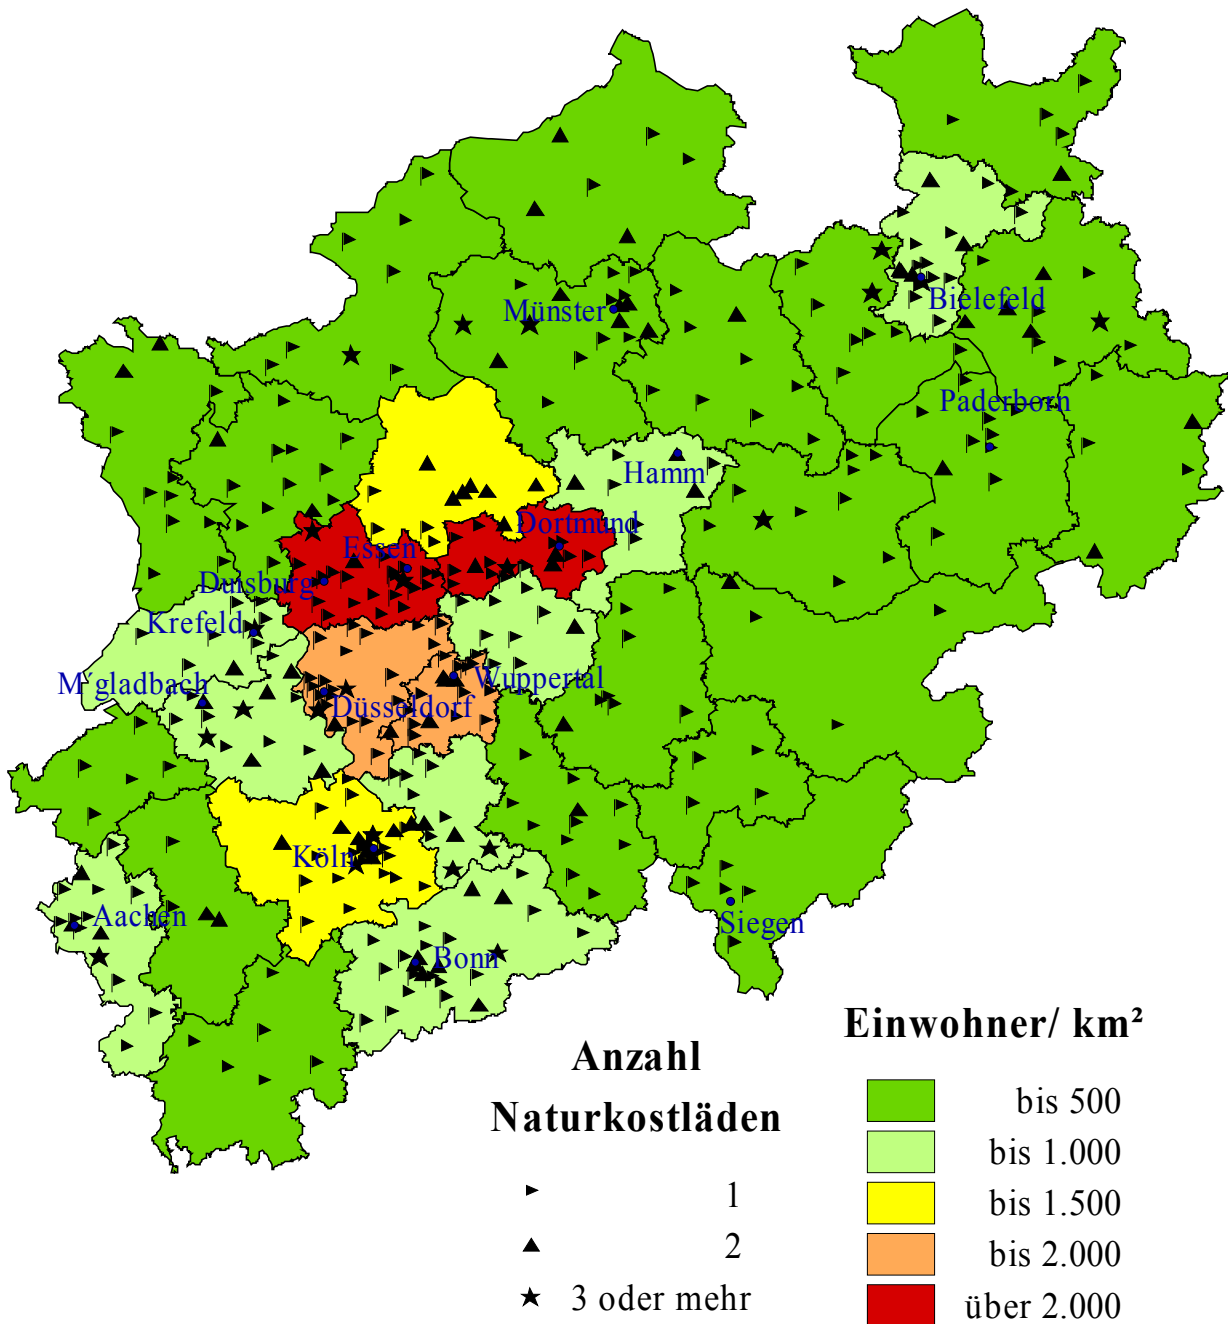 Münster
Bielefeld
Paderborn
Hamm
Dortmund
Essen
Duisburg
Krefeld
M´gladbach
Wuppertal
Düsseldorf
Köln
Aachen
Siegen
Bonn
Anzahl
Naturkostläden
1
2
3 oder mehr
Einwohner/ km²
bis 500
bis 1.000
bis 1.500
bis 2.000
über 2.000